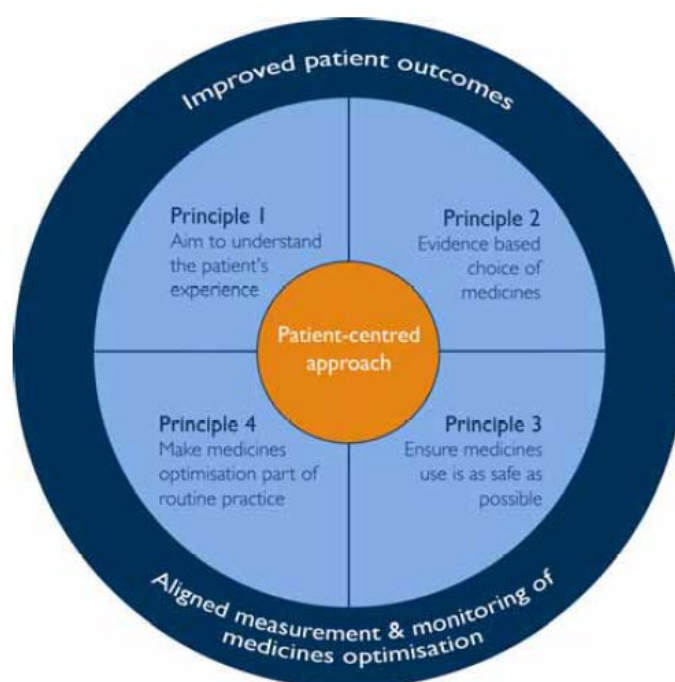 Improved patient outcomes
Principle 1
Aim to understand
the patient's
experience
Principle 2
Evidence based
choice of
medicines
Patient-centred
approach
Principle 4
Make medicines
optimisation part of
routine practice
Principle 3
Ensure medicines
use is as safe as
possible
Aligned measurement & monitoring of
medicines optimisation